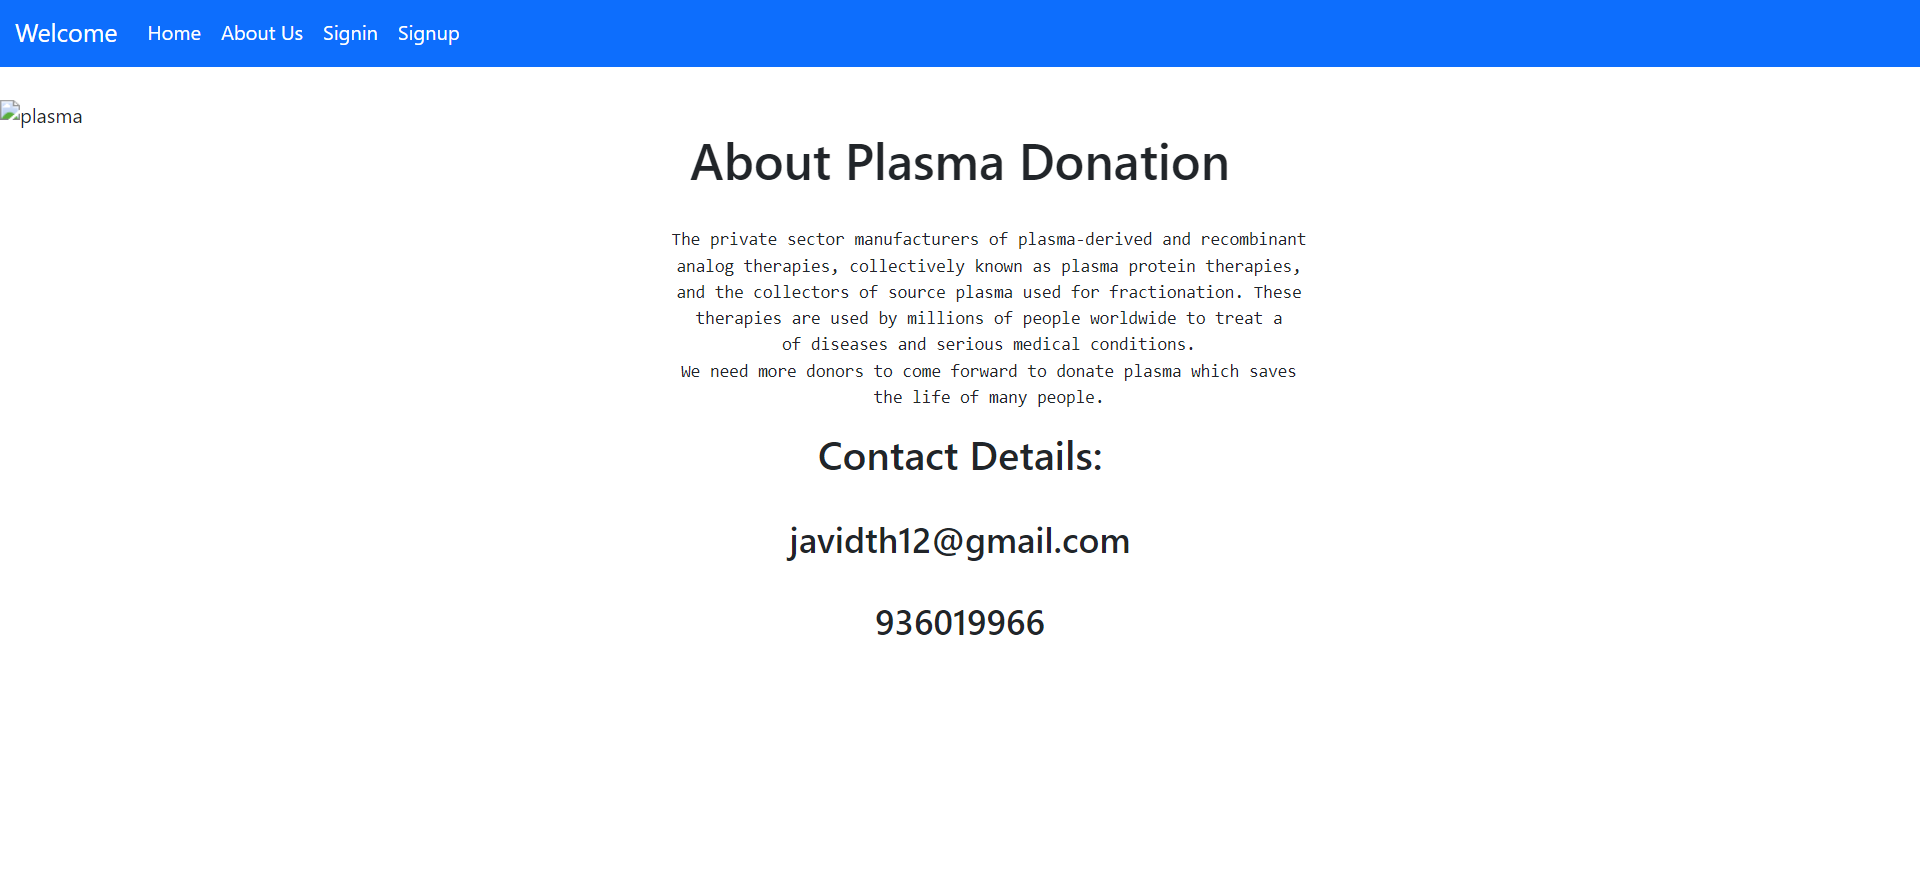 Welcome Home About Us Signin Signup
plasma
About Plasma Donation
The private sector manufacturers of plasma-derived and recombinant
analog therapies, collectively known as plasma protein therapies,
and the collectors of source plasma used for fractionation. These
therapies are used by millions of people worldwide to treat a
of diseases and serious medical conditions.
We need more donors to come forward to donate plasma which saves
the life of many people.
Contact Details:
javidth12@gmail.com
936019966